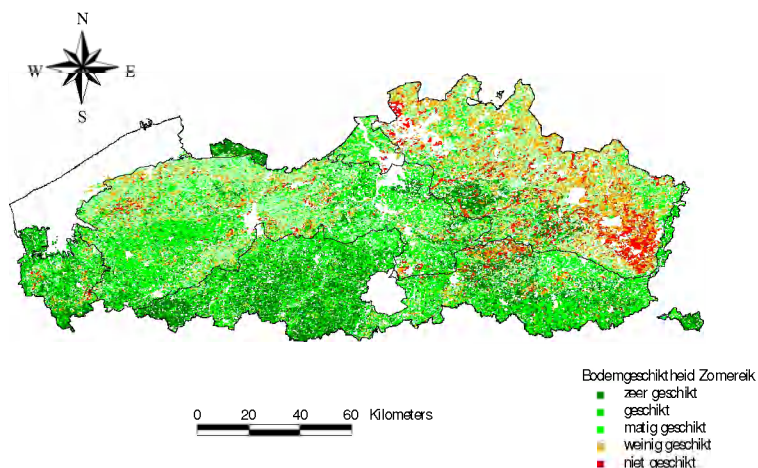 N
W E
S
0 20 40 60 Kilometers
Bodemgeschiktheid Zomereik
zeer geschikt
geschikt
matig geschikt
weinig geschikt
niet geschikt